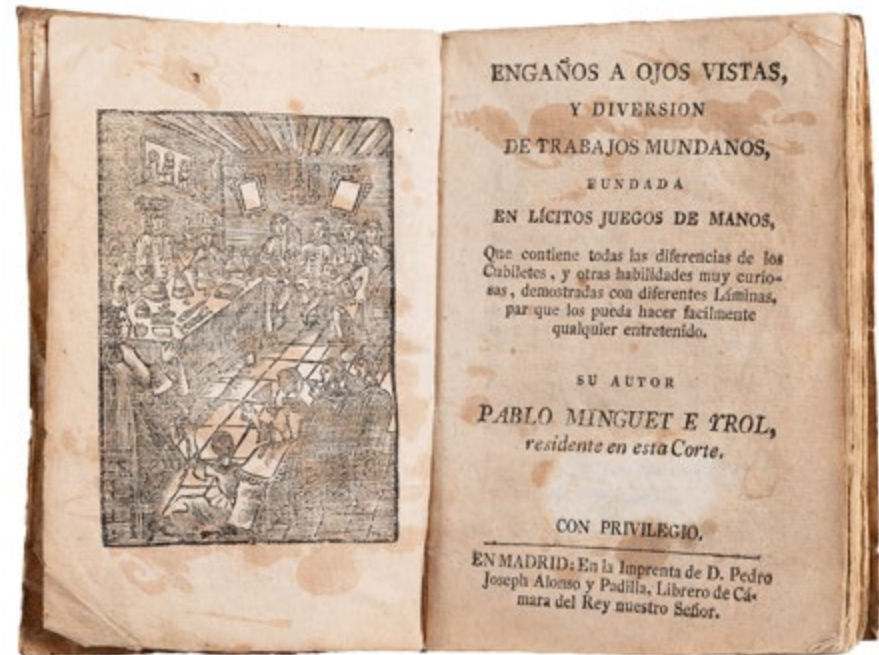 ENGAÑOS A OJOS VISTAS,
Y DIVERSION
DE TRABAJOS MUNDANOS,
FUNDADA
EN LÍCITOS JUEGOS DE MANOS,
Que contiene todas las diferencias de los
Cubiletes, y otras habilidades muy curio-
sas, demostradas con diferentes Láminas,
par que los pueda hacer facilmente
qualquier entretenido.
SU AUTOR
PABLO MINGUET E YROL,
residente en esta Corte.
CON PRIVILEGIO.
EN MADRID: En la Imprenta de D. Pedro
Joseph Alonso y Padilla, Librero de Cá-
mara del Rey nuestro Señor.